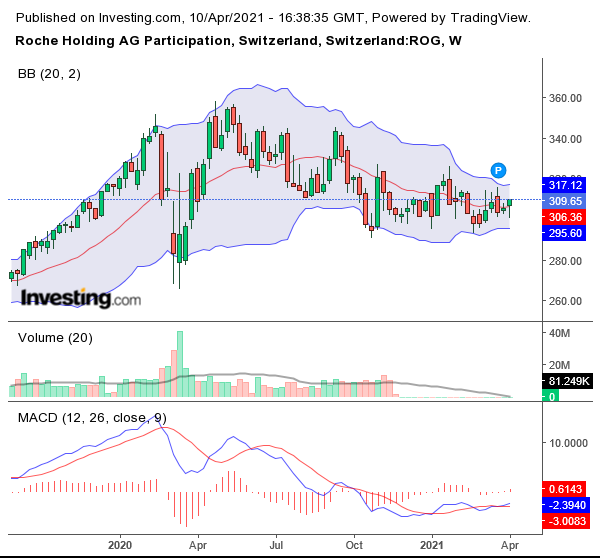 Published on Investing.com, 10/Apr/2021 - 16:38:35 GMT, Powered by TradingView.
Roche Holding AG Participation, Switzerland, Switzerland:ROG, W
BB (20, 2)
360.00
340.00
P
317.12
309.65
306.36
295.60
280.00
260.00
Investing.com
Volume (20)
40M
20M
81.249K
0
MACD (12, 26, close, 9)
10.0000
0.6143
-2.3940
-3.0083
2020 Apr Jul Oct 2021 Apr